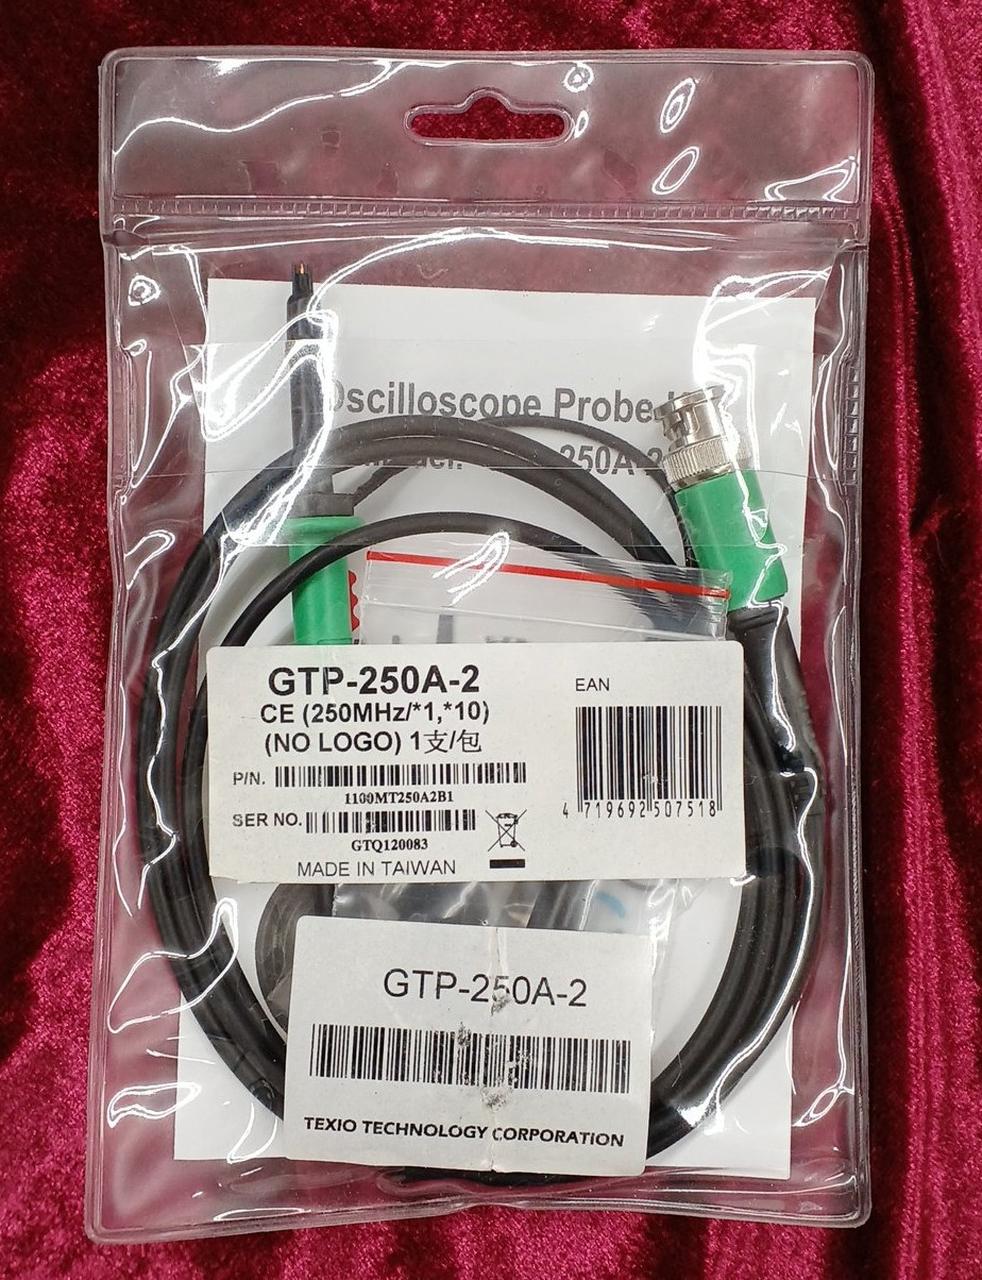 Oscilloscope Probe
250A-2
GTP-250A-2
CE (250MHz/*1,*10)
(NO LOGO) 1支/包
EAN
P/N.
1100MT250A2B1
SER NO.
GTQ120083
MADE IN TAIWAN
4 719692 507518
GTP-250A-2
TEXIO TECHNOLOGY CORPORATION